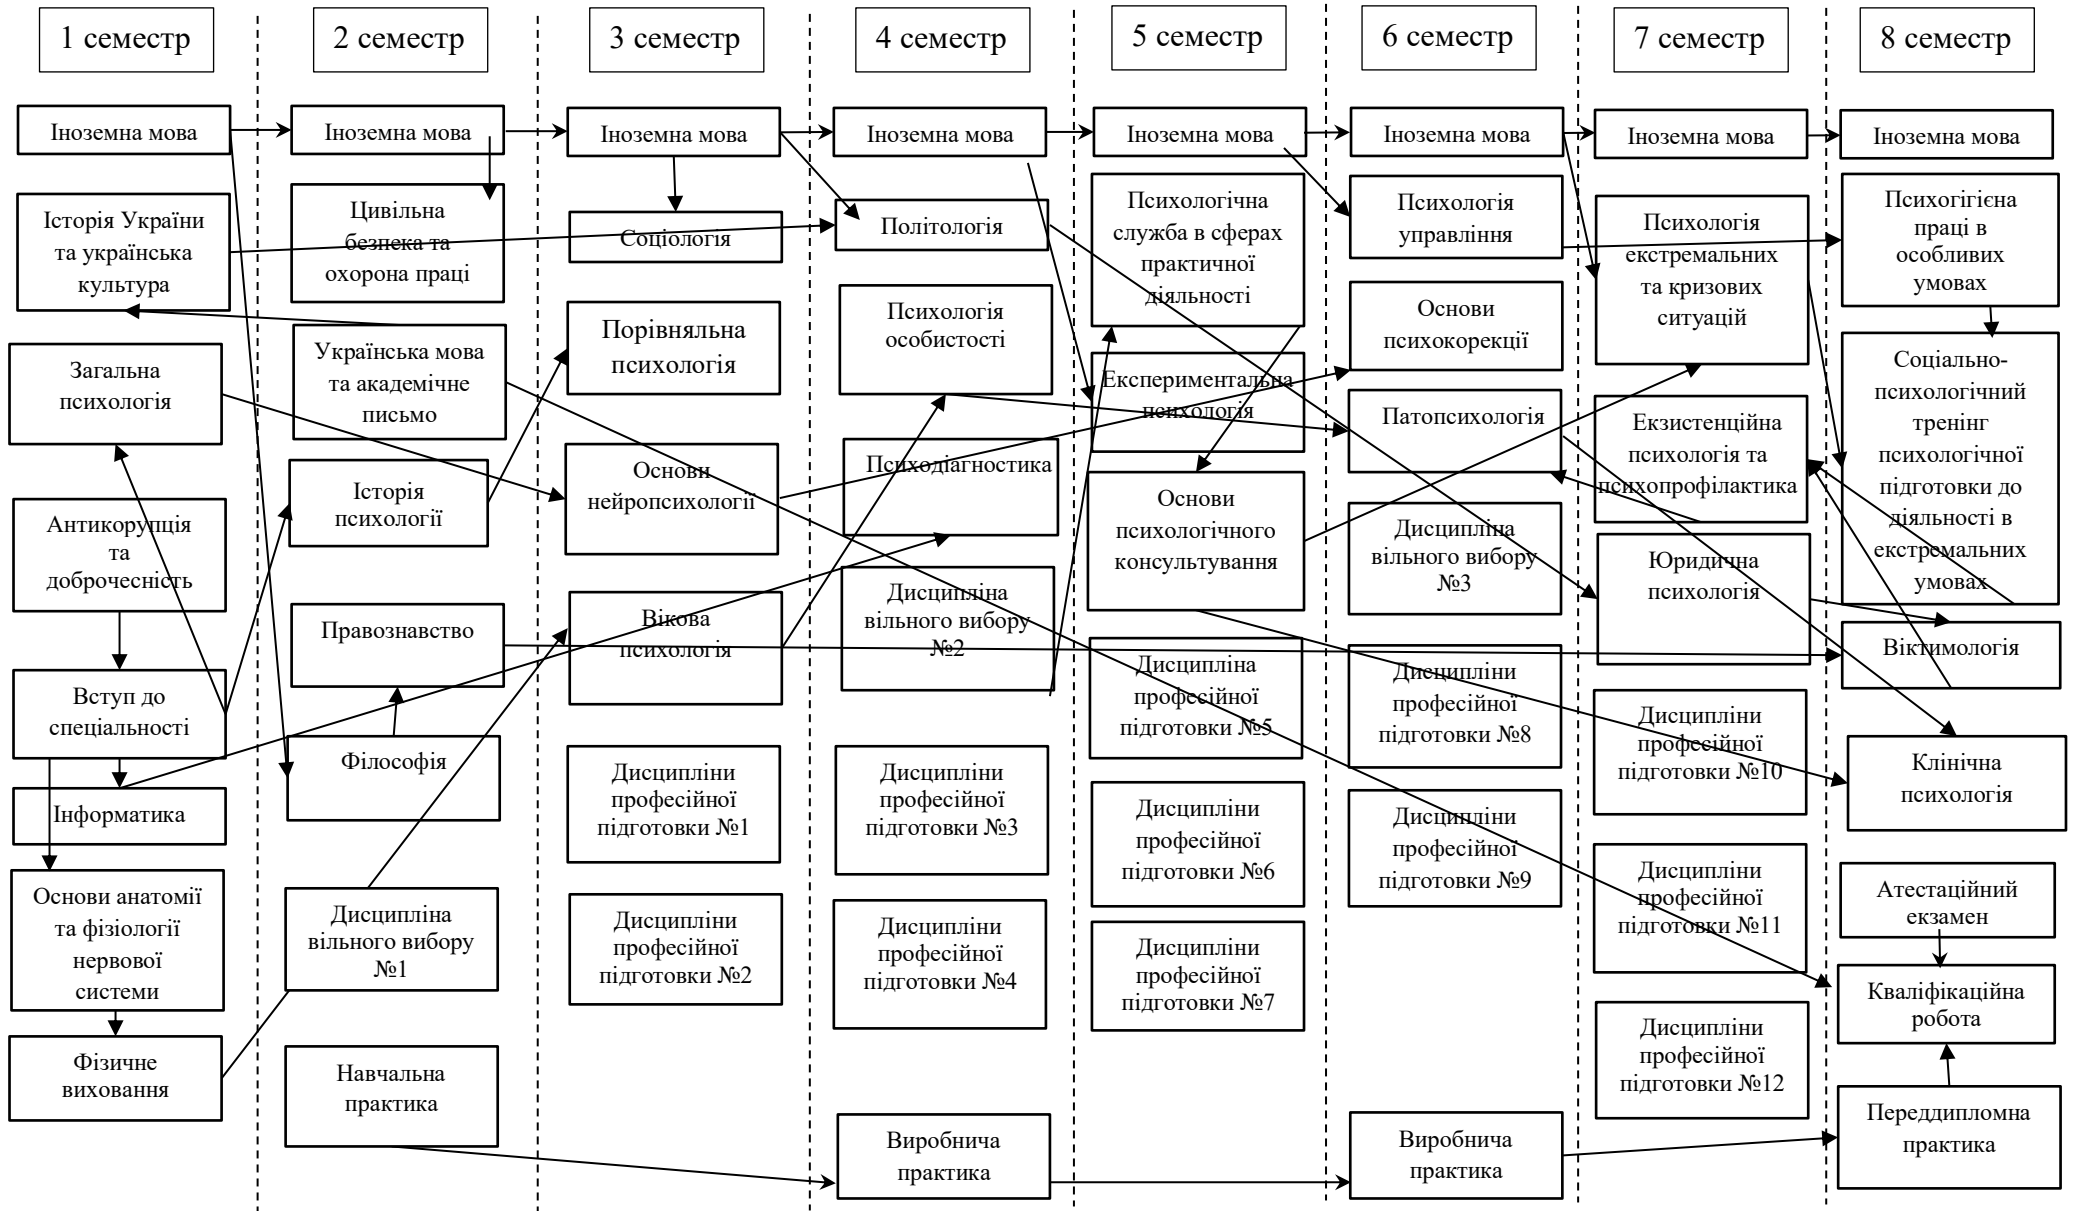 1 семестр
2 семестр
3 семестр
4 семестр
5 семестр
6 семестр
7 семестр
8 семестр
Іноземна мова
Історія України
та українська
культура
Загальна
психологія
Антикорупція
та
доброчесність
Вступ до
спеціальності
Інформатика
Основи анатомії
та фізіології
нервової
системи
Фізичне
виховання
Іноземна мова
Цивільна
безпека та
охорона праці
Українська мова
та академічне
письмо
Історія
психології
Правознавство
Філософія
Дисципліна
вільного вибору
№1
Навчальна
практика
Іноземна мова
Соціологія
Порівняльна
психологія
Основи
нейропсихології
Вікова
психологія
Дисципліни
професійної
підготовки №1
Дисципліни
професійної
підготовки №2
Іноземна мова
Політологія
Психологія
особистості
Психодіагностика
Дисципліна
вільного вибору
№2
Дисципліни
професійної
підготовки №3
Дисципліни
професійної
підготовки №4
Виробнича
практика
Іноземна мова
Психологічна
служба в сферах
практичної
діяльності
Експериментальна
психологія
Основи
психологічного
консультування
Дисципліна
професійної
підготовки №5
Дисципліни
професійної
підготовки №6
Дисципліни
професійної
підготовки №7
Іноземна мова
Психологія
управління
Основи
психокорекції
Патопсихологія
Дисципліна
вільного вибору
№3
Дисципліни
професійної
підготовки №8
Дисципліни
професійної
підготовки №9
Виробнича
практика
Іноземна мова
Психологія
екстремальних
та кризових
ситуацій
Екзистенційна
психологія та
психопрофілактика
Юридична
психологія
Дисципліни
професійної
підготовки №10
Дисципліни
професійної
підготовки №11
Дисципліни
професійної
підготовки №12
Іноземна мова
Психогігієна
праці в
особливих
умовах
Соціально-
психологічний
тренінг
психологічної
підготовки до
діяльності в
екстремальних
умовах
Віктимологія
Клінічна
психологія
Атестаційний
екзамен
Кваліфікаційна
робота
Переддипломна
практика